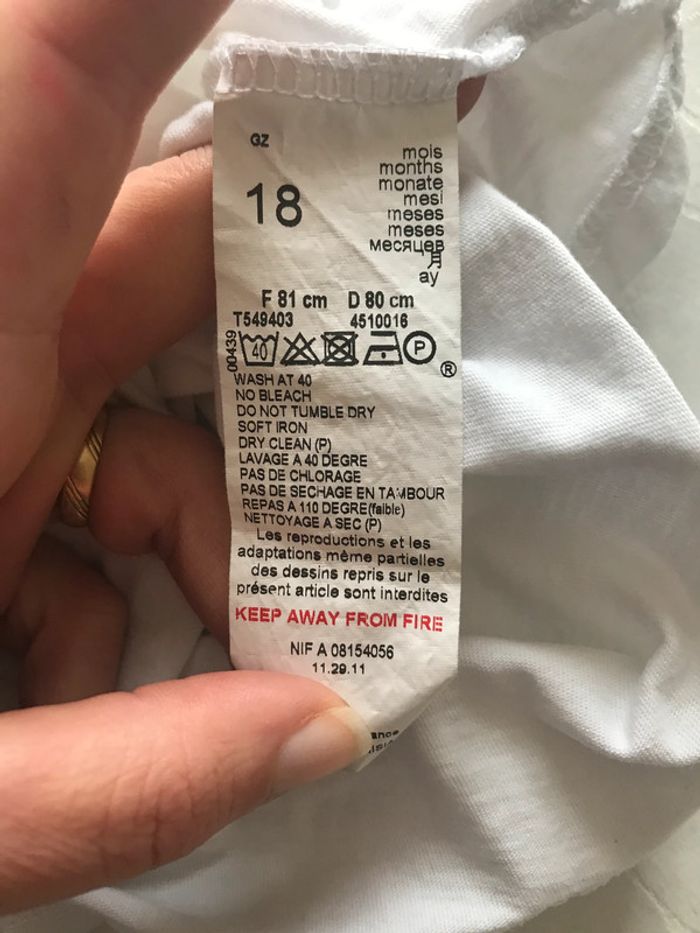 GZ
18
mois
months
monate
mesi
meses
meses
месяцев
月
ay
F 81 cm D 80 cm
T549403 4510016
00439
40 P ®
WASH AT 40
NO BLEACH
DO NOT TUMBLE DRY
SOFT IRON
DRY CLEAN (P)
LAVAGE A 40 DEGRE
PAS DE CHLORAGE
PAS DE SECHAGE EN TAMBOUR
REPAS A 110 DEGRE(faible)
NETTOYAGE A SEC (P)
Les reproductions et les
adaptations même partielles
des dessins repris sur le
présent article sont interdites
KEEP AWAY FROM FIRE
NIF A 08154056
11.29.11